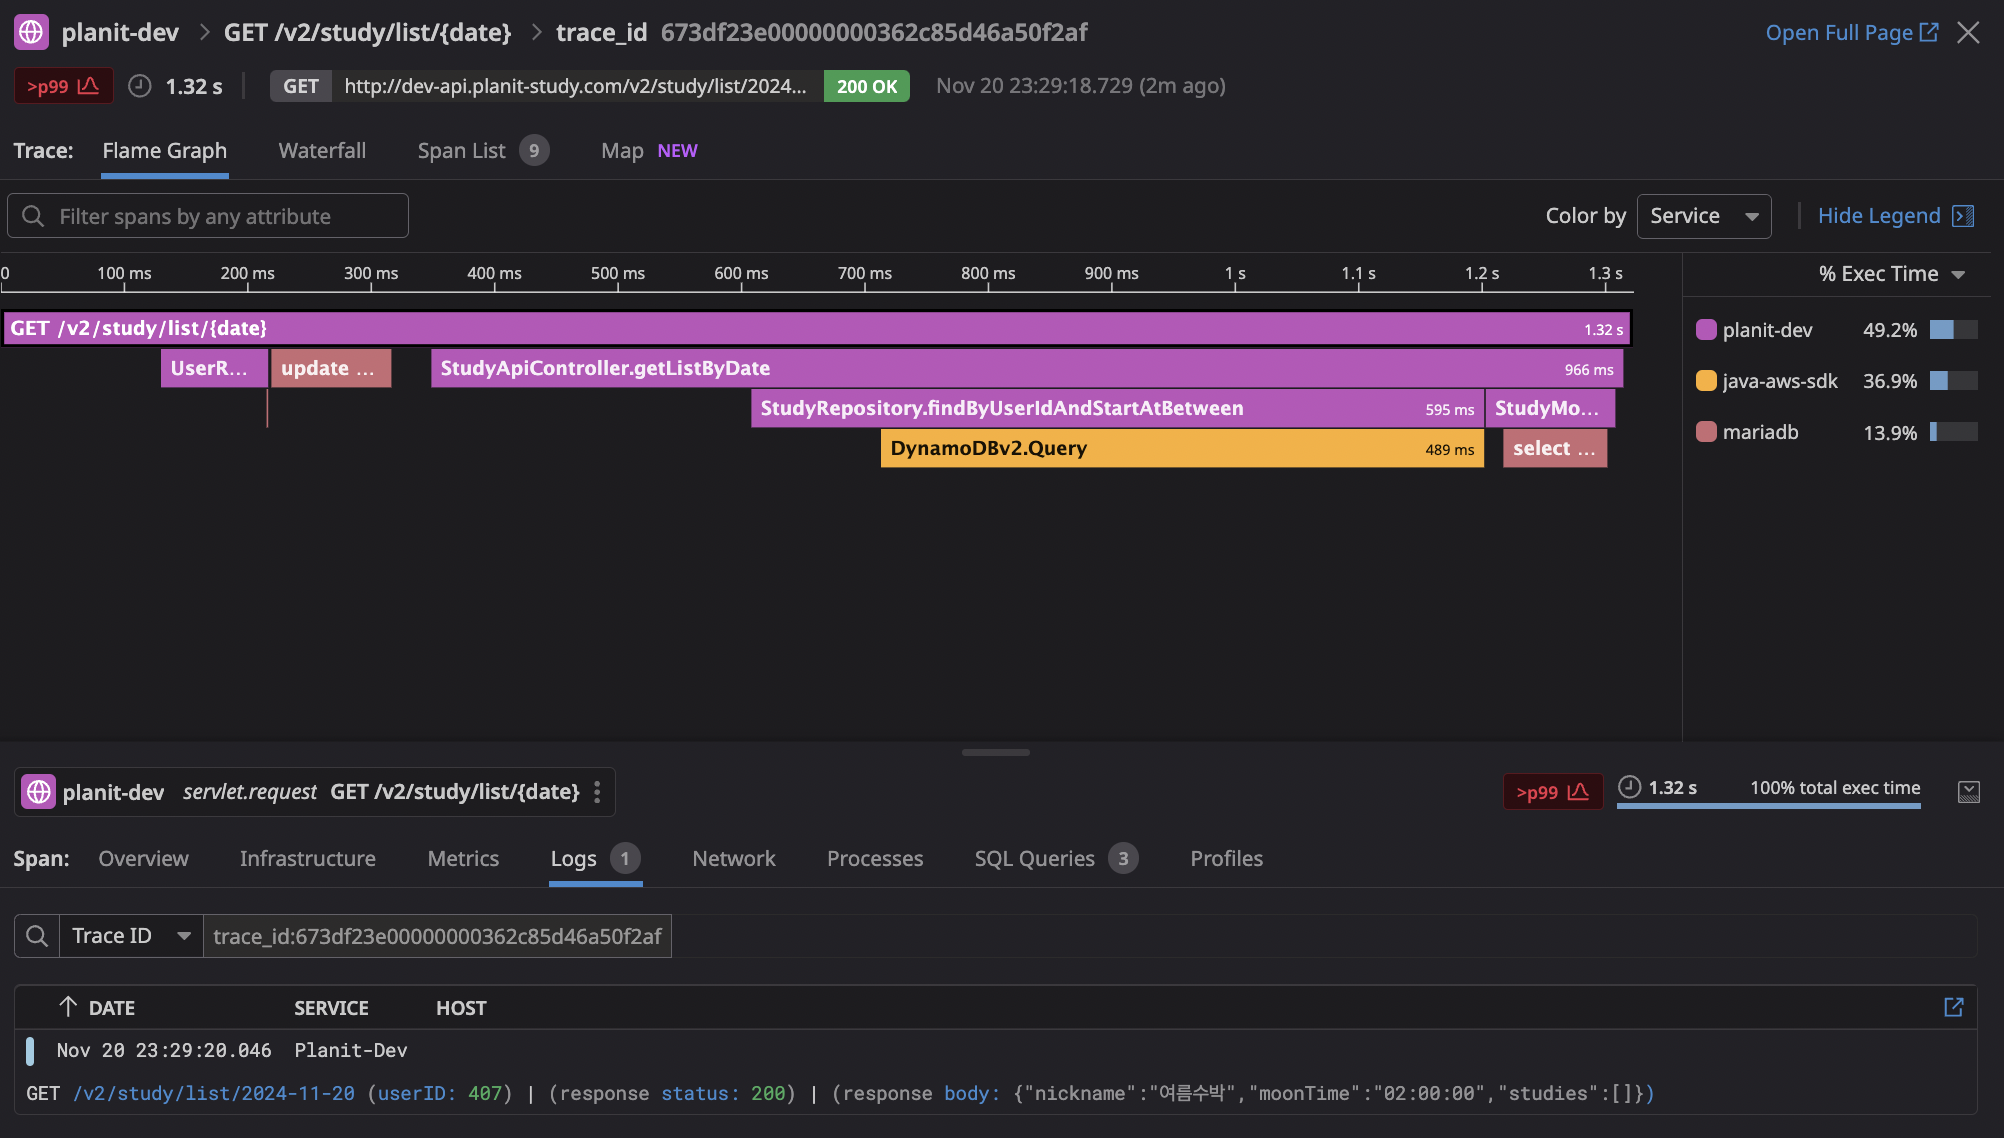 planit-dev > GET /v2/study/list/{date} > trace_id 673df23e00000000362c85d46a50f2af Open Full Page
>p99 1.32 s GET http://dev-api.planit-study.com/v2/study/list/2024... 200 OK Nov 20 23:29:18.729 (2m ago)
Trace: Flame Graph Waterfall Span List 9 Map NEW
Filter spans by any attribute Color by Service Hide Legend
0 100 ms 200 ms 300 ms 400 ms 500 ms 600 ms 700 ms 800 ms 900 ms 1 s 1.1 s 1.2 s 1.3 s % Exec Time
GET /v2/study/list/{date} 1.32 s planit-dev 49.2%
UserR... update ... StudyApiController.getListByDate 966 ms java-aws-sdk 36.9%
StudyRepository.findByUserIdAndStartAtBetween 595 ms StudyMo... mariadb 13.9%
DynamoDBv2.Query 489 ms select ...
planit-dev servlet.request GET /v2/study/list/{date} >p99 1.32 s 100% total exec time
Span: Overview Infrastructure Metrics Logs 1 Network Processes SQL Queries 3 Profiles
Trace ID trace_id:673df23e00000000362c85d46a50f2af
DATE SERVICE HOST
Nov 20 23:29:20.046 Planit-Dev
GET /v2/study/list/2024-11-20 (userID: 407) | (response status: 200) | (response body: {"nickname":"여름수박","moonTime":"02:00:00","studies":[]})